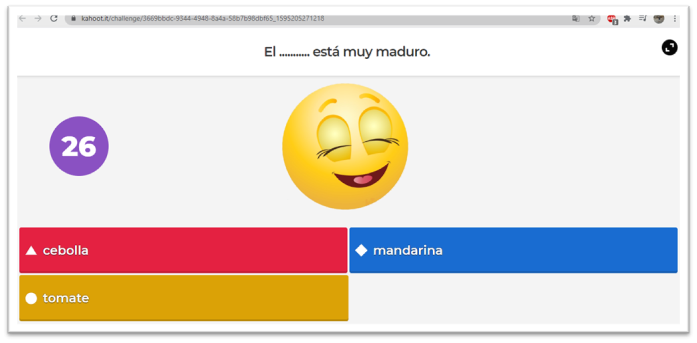 kahoot.it/challenge/3669bbdc-9344-4948-8a4a-58b7b98dbf65_1595205271218
El ........... está muy maduro.
26
cebolla
mandarina
tomate